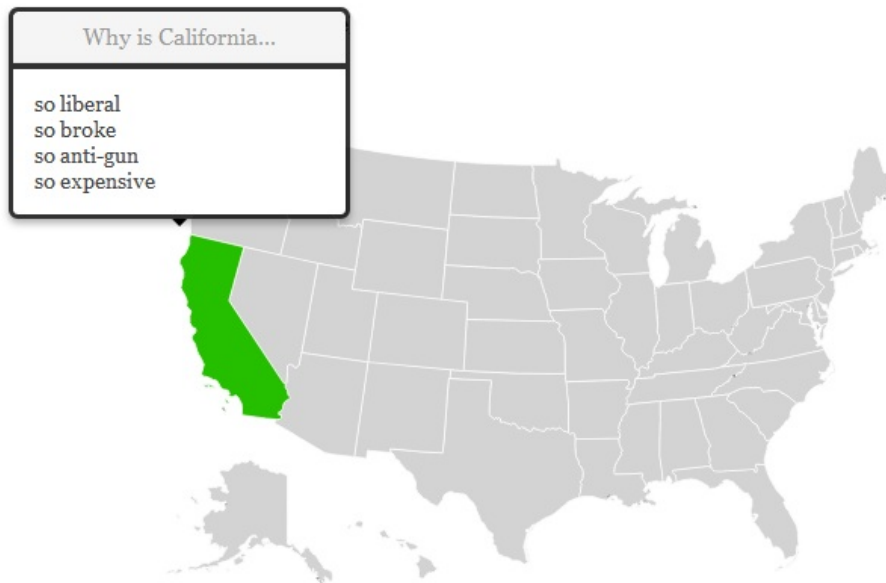 Why is California...
so liberal
so broke
so anti-gun
so expensive